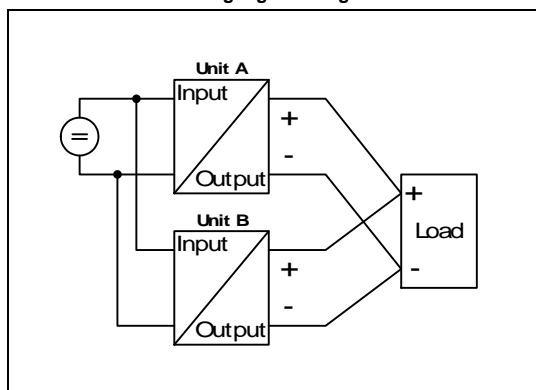 Unit A
Input
+
-
Output
=
+
Load
-
Unit B
Input
+
-
Output